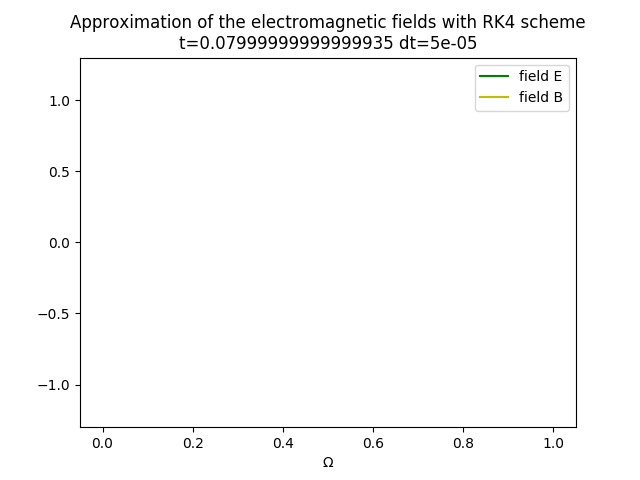 Approximation of the electromagnetic fields with RK4 scheme
t=0.07999999999999935 dt=5e-05
field E
field B
1.0
0.5
0.0
−0.5
−1.0
0.0 0.2 0.4 0.6 0.8 1.0
Ω